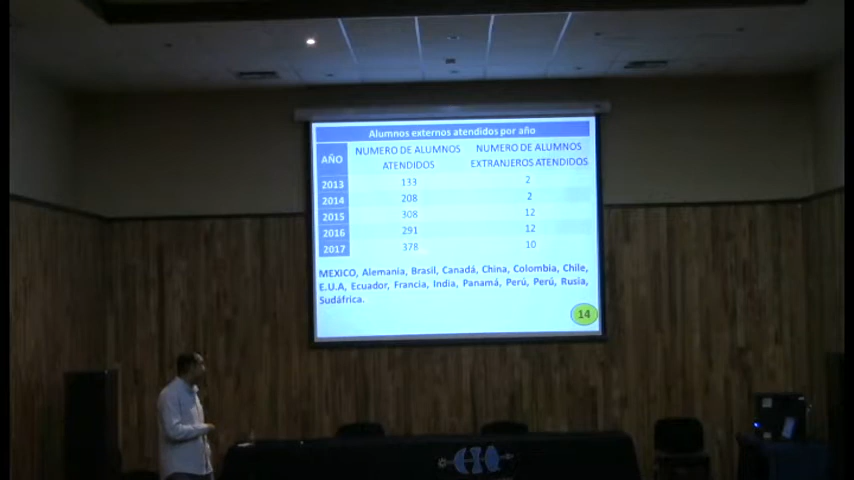 Alumnos externos atendidos por año
AÑO
NUMERO DE ALUMNOS
ATENDIDOS
NUMERO DE ALUMNOS
EXTRANJEROS ATENDIDOS
2013 133 2
2014 208 2
2015 308 12
2016 291 12
2017 378 10
MEXICO, Alemania, Brasil, Canadá, China, Colombia, Chile,
E.U.A, Ecuador, Francia, India, Panamá, Perú, Perú, Rusia,
Sudáfrica.
14
CIO